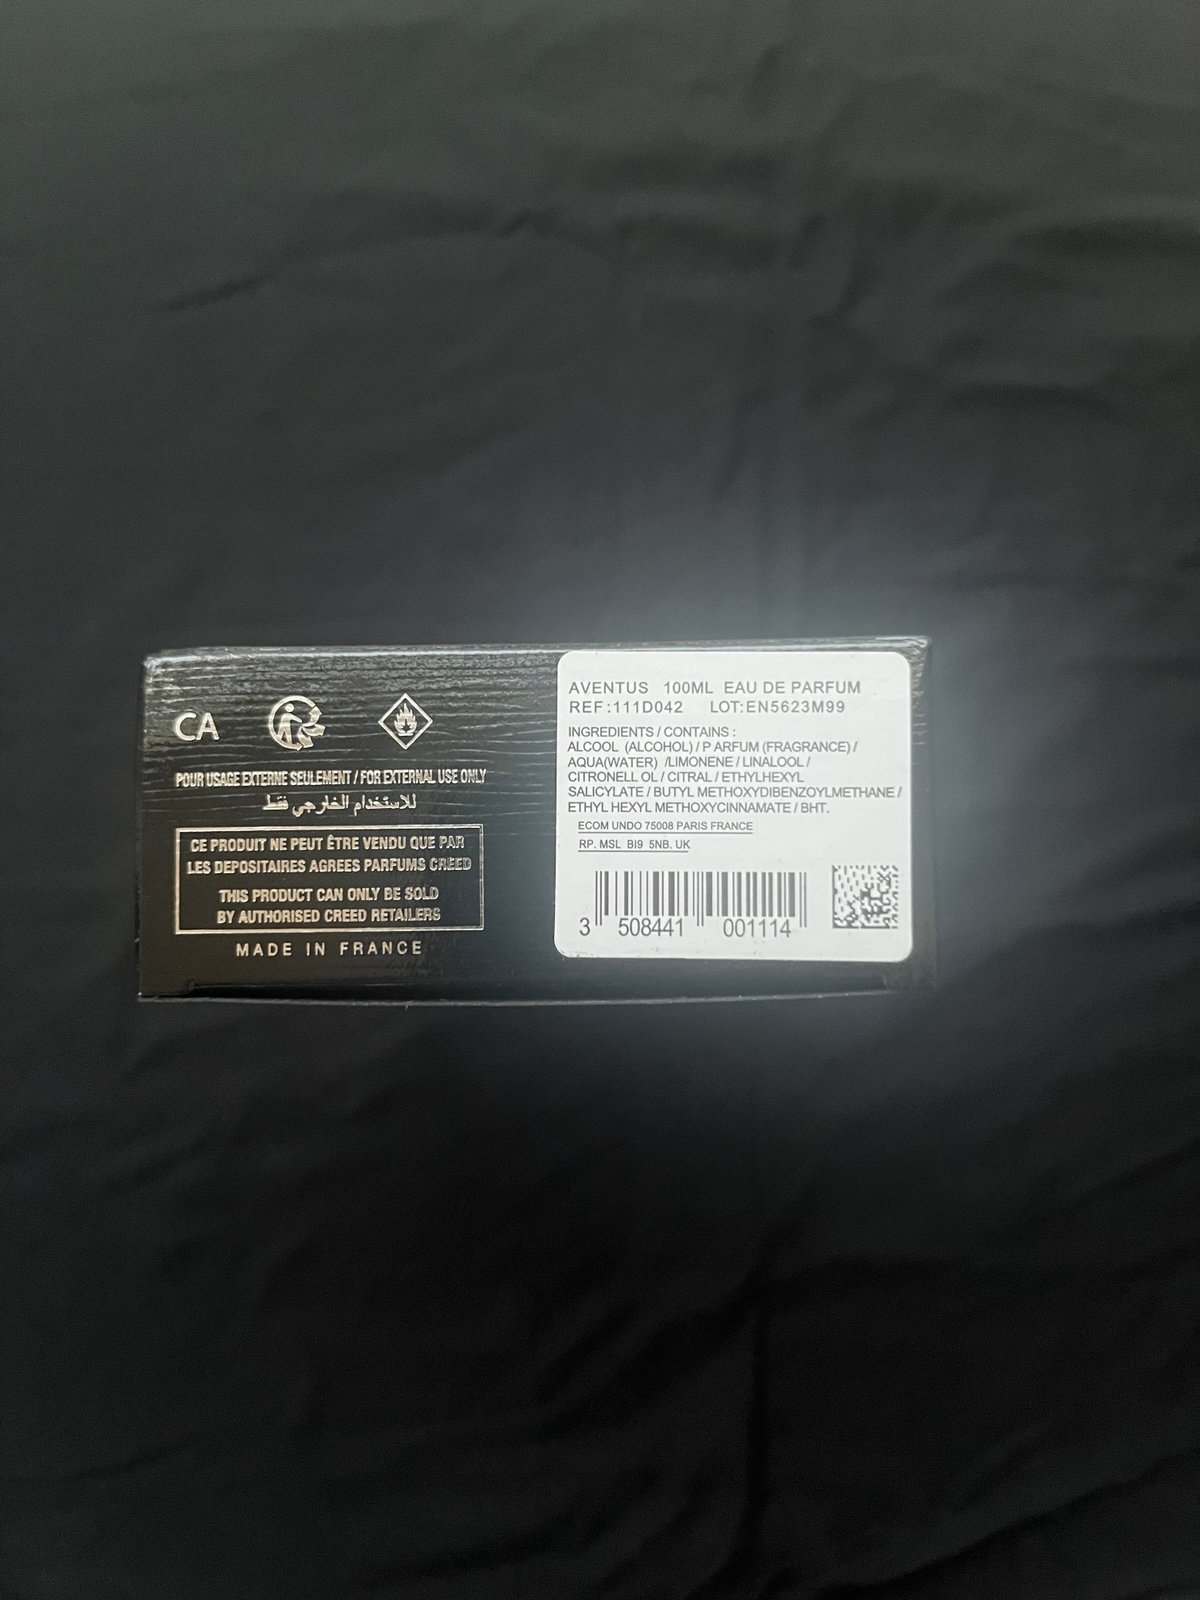 CA
POUR USAGE EXTERNE SEULEMENT / FOR EXTERNAL USE ONLY
للاستخدام الخارجي فقط
CE PRODUIT NE PEUT ÊTRE VENDU QUE PAR
LES DEPOSITAIRES AGREES PARFUMS CREED
THIS PRODUCT CAN ONLY BE SOLD
BY AUTHORISED CREED RETAILERS
MADE IN FRANCE
AVENTUS 100ML EAU DE PARFUM
REF:111D042 LOT:EN5623M99
INGREDIENTS / CONTAINS :
ALCOOL (ALCOHOL) / P ARFUM (FRAGRANCE) /
AQUA(WATER) /LIMONENE / LINALOOL /
CITRONELL OL / CITRAL / ETHYLHEXYL
SALICYLATE / BUTYL METHOXYDIBENZOYLMETHANE /
ETHYL HEXYL METHOXYCINNAMATE / BHT.
ECOM UNDO 75008 PARIS FRANCE
RP. MSL BI9 5NB. UK
3 508441 001114